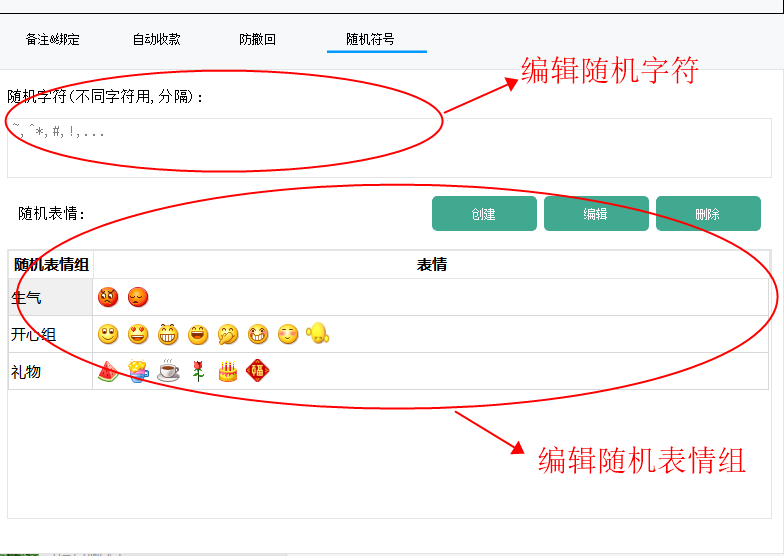 备注&绑定 自动收款 防撤回 随机符号
编辑随机字符
随机字符(不同字符用,分隔):
~,^*,#,!,...
随机表情:
创建 编辑 删除
随机表情组 表情
生气
开心组
礼物
福
编辑随机表情组